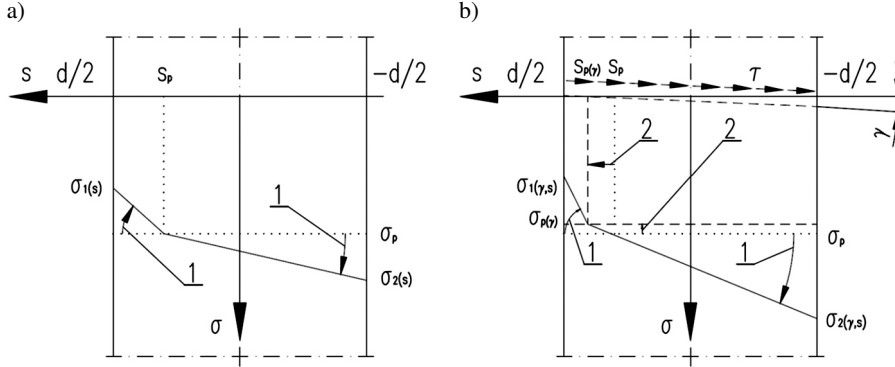 a)
s d/2 sₚ -d/2
σ₁(s)
1
σₚ
1
σ₂(s)
σ
b)
s d/2 sₚ(γ) sₚ τ -d/2
γ
2 2
σ₁(γ,s)
σₚ(γ)
σₚ
1 1
σ
σ₂(γ,s)